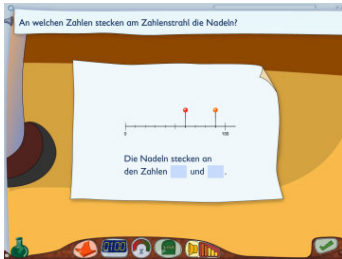 An welchen Zahlen stecken am Zahlenstrahl die Nadeln?
0 100
Die Nadeln stecken an
den Zahlen und .